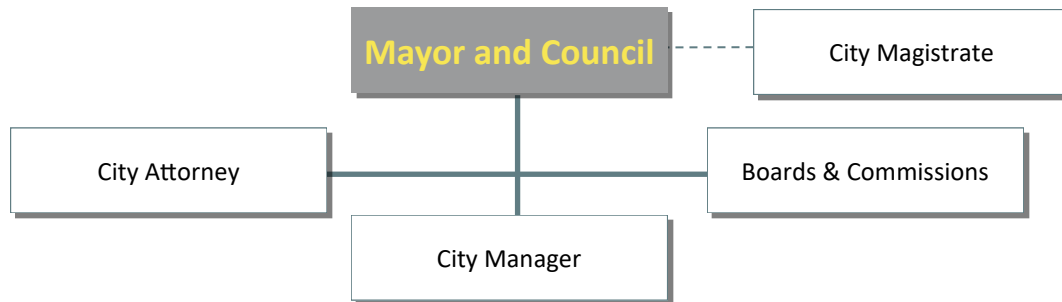 Mayor and Council
City Magistrate
City Attorney
Boards & Commissions
City Manager